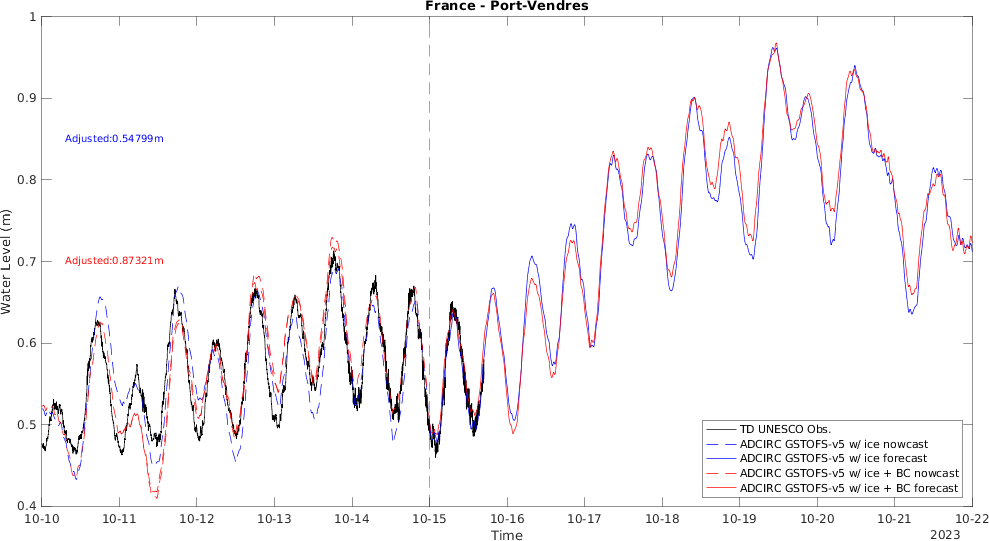 France - Port-Vendres
1
0.9
0.8
0.7
0.6
0.5
0.4
Water Level (m)
Adjusted:0.54799m
Adjusted:0.87321m
TD UNESCO Obs.
ADCIRC GSTOFS-v5 w/ ice nowcast
ADCIRC GSTOFS-v5 w/ ice forecast
ADCIRC GSTOFS-v5 w/ ice + BC nowcast
ADCIRC GSTOFS-v5 w/ ice + BC forecast
10-10 10-11 10-12 10-13 10-14 10-15 10-16 10-17 10-18 10-19 10-20 10-21 10-22
Time
2023